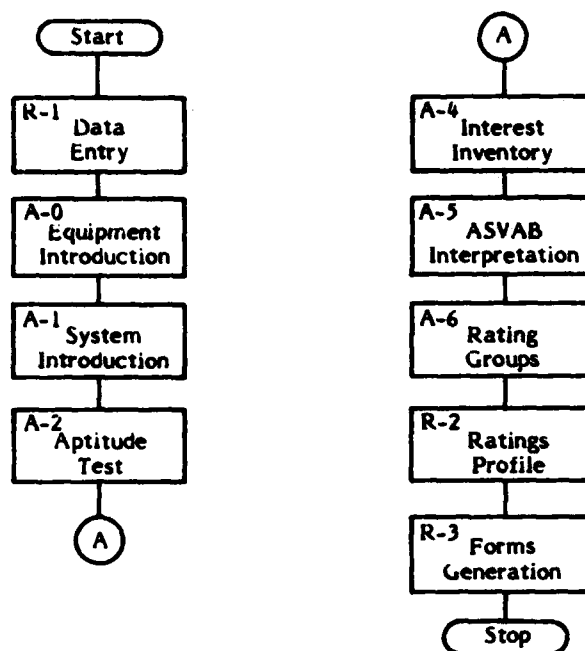 Start
R-1
Data
Entry
A-0
Equipment
Introduction
A-1
System
Introduction
A-2
Aptitude
Test
A
A
A-4
Interest
Inventory
A-5
ASVAB
Interpretation
A-6
Rating
Groups
R-2
Ratings
Profile
R-3
Forms
Generation
Stop